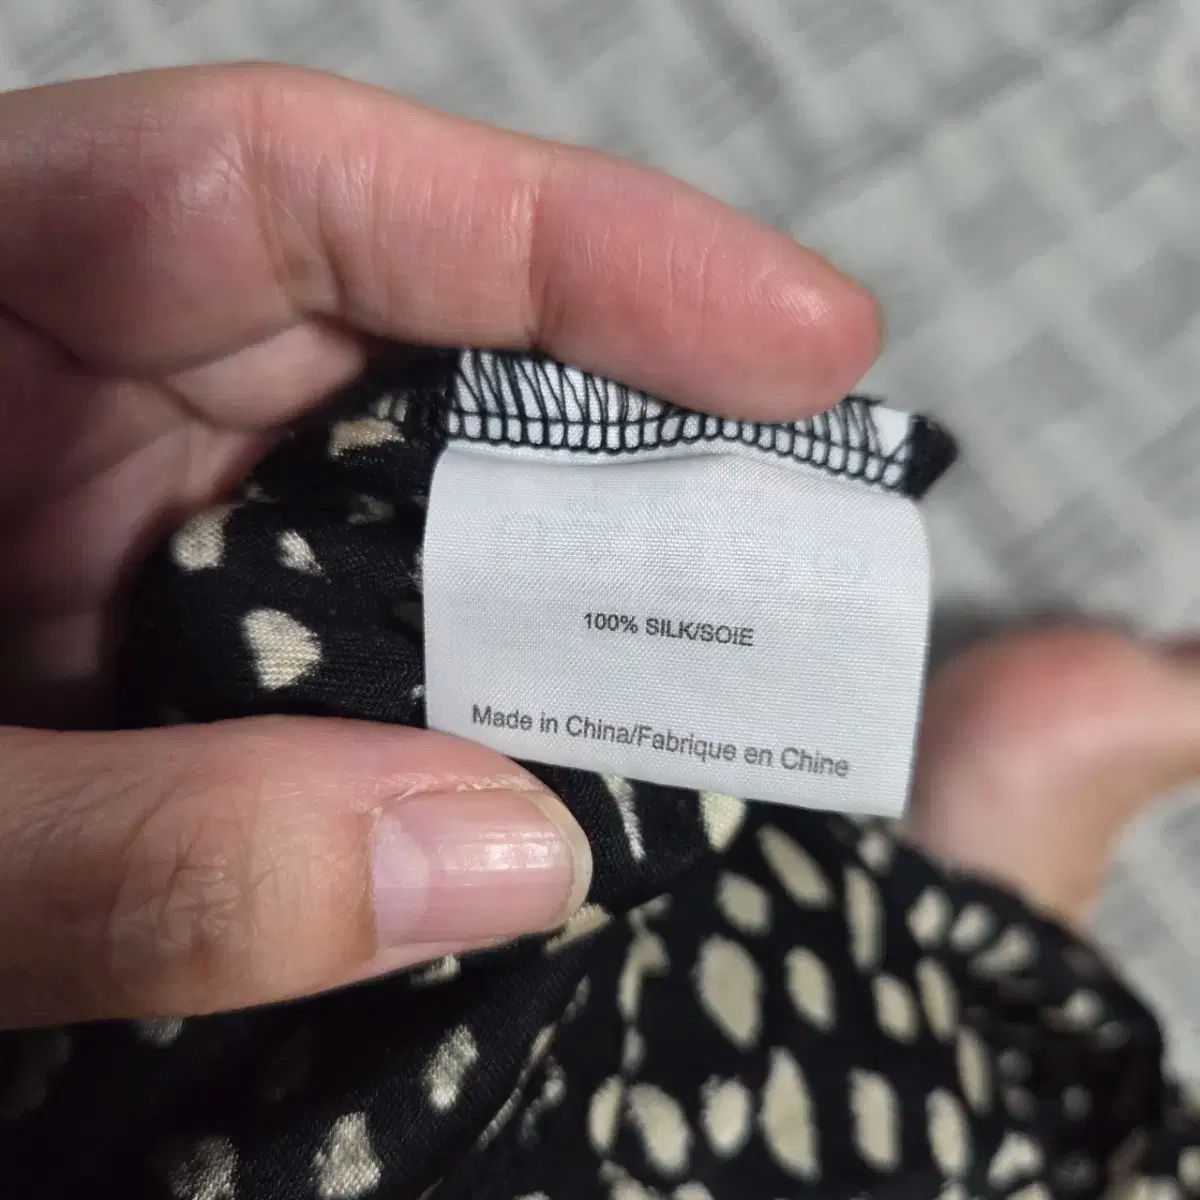 100% SILK/SOIE
Made in China/Fabrique en Chine